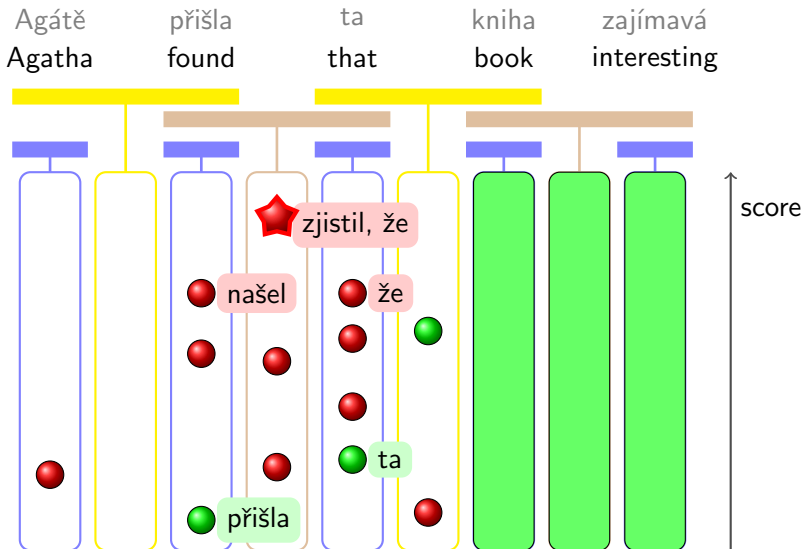 Agátě přišla ta kniha zajímavá
Agatha found that book interesting
score
zjistil, že
našel že
ta
přišla